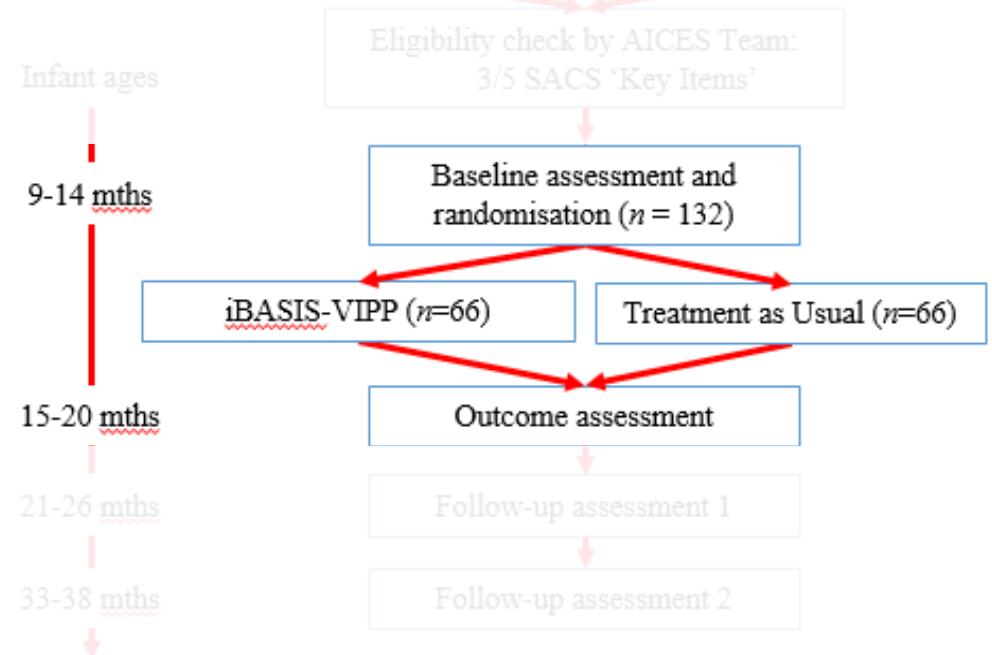 Eligibility check by AICES Team:
3/5 SACS ‘Key Items’
Infant ages
9-14 mths
Baseline assessment and
randomisation (n = 132)
iBASIS-VIPP (n=66)
Treatment as Usual (n=66)
15-20 mths
Outcome assessment
21-26 mths
Follow-up assessment 1
33-38 mths
Follow-up assessment 2